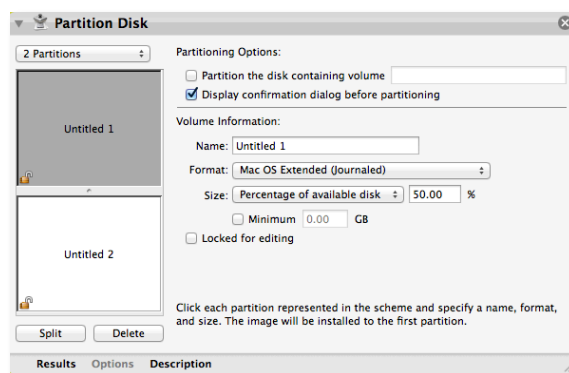 Partition Disk
2 Partitions
Untitled 1
Untitled 2
Split
Delete
Partitioning Options:
Partition the disk containing volume
Display confirmation dialog before partitioning
Volume Information:
Name: Untitled 1
Format: Mac OS Extended (Journaled)
Size: Percentage of available disk 50.00 %
Minimum 0.00 GB
Locked for editing
Click each partition represented in the scheme and specify a name, format,
and size. The image will be installed to the first partition.
Results Options Description